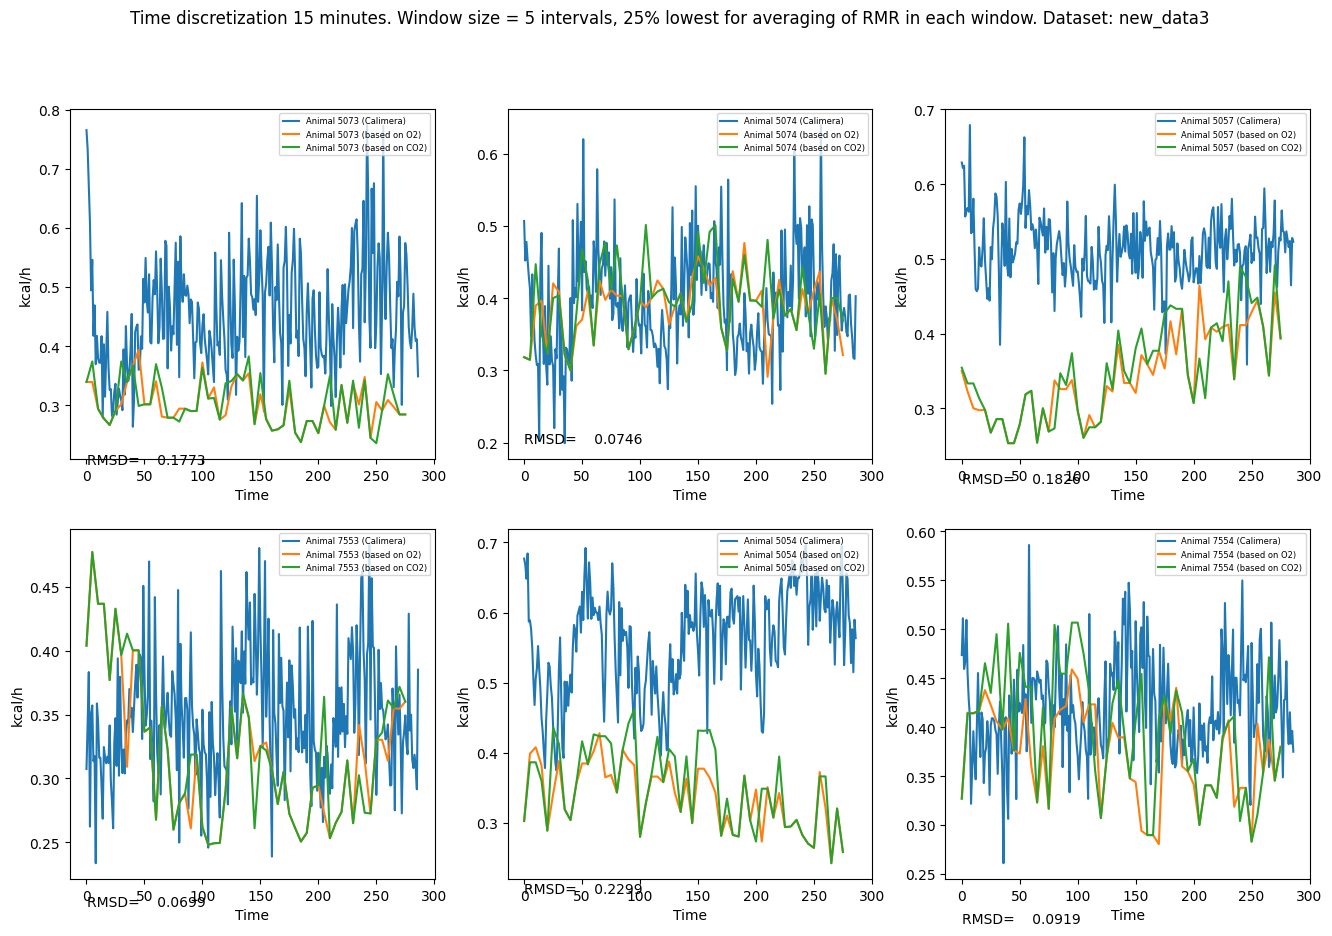 Time discretization 15 minutes. Window size = 5 intervals, 25% lowest for averaging of RMR in each window. Dataset: new_data3
Animal 5073 (Calimera)
Animal 5073 (based on O2)
Animal 5073 (based on CO2)
0.8
0.7
0.6
0.5
0.4
0.3
kcal/h
RMSD= 0.1773
0 50 100 150 200 250 300
Time
Animal 5074 (Calimera)
Animal 5074 (based on O2)
Animal 5074 (based on CO2)
0.6
0.5
0.4
0.3
0.2
kcal/h
RMSD= 0.0746
0 50 100 150 200 250 300
Time
Animal 5057 (Calimera)
Animal 5057 (based on O2)
Animal 5057 (based on CO2)
0.7
0.6
0.5
0.4
0.3
kcal/h
RMSD= 0.1826
0 50 100 150 200 250 300
Time
Animal 7553 (Calimera)
Animal 7553 (based on O2)
Animal 7553 (based on CO2)
0.45
0.40
0.35
0.30
0.25
kcal/h
RMSD= 0.0699
0 50 100 150 200 250 300
Time
Animal 5054 (Calimera)
Animal 5054 (based on O2)
Animal 5054 (based on CO2)
0.7
0.6
0.5
0.4
0.3
kcal/h
RMSD= 0.2299
0 50 100 150 200 250 300
Time
Animal 7554 (Calimera)
Animal 7554 (based on O2)
Animal 7554 (based on CO2)
0.60
0.55
0.50
0.45
0.40
0.35
0.30
0.25
kcal/h
0 50 100 150 200 250 300
Time
RMSD= 0.0919